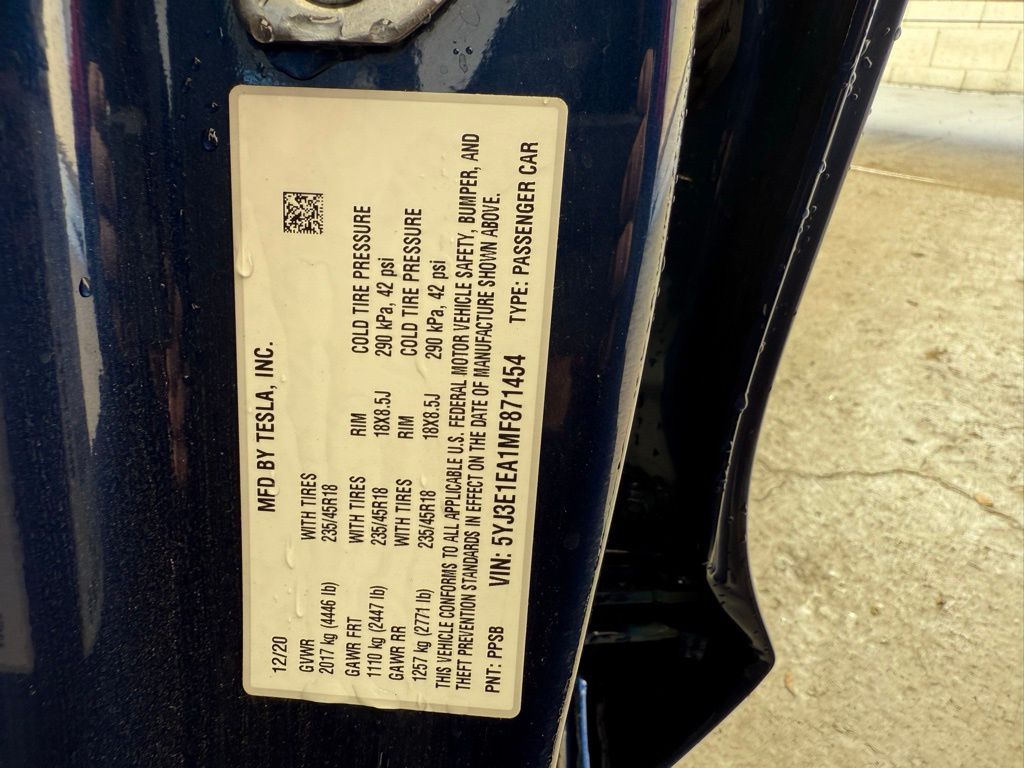 MFD BY TESLA, INC.
12/20
GVWR WITH TIRES RIM COLD TIRE PRESSURE
2017 kg (4446 lb) 235/45R18 18X8.5J 290 kPa, 42 psi
GAWR FRT WITH TIRES RIM COLD TIRE PRESSURE
1110 kg (2447 lb) 235/45R18 18X8.5J 290 kPa, 42 psi
GAWR RR WITH TIRES
1257 kg (2771 lb) 235/45R18
THIS VEHICLE CONFORMS TO ALL APPLICABLE U.S. FEDERAL MOTOR VEHICLE SAFETY, BUMPER, AND
THEFT PREVENTION STANDARDS IN EFFECT ON THE DATE OF MANUFACTURE SHOWN ABOVE.
PNT: PPSB VIN: 5YJ3E1EA1MF871454 TYPE: PASSENGER CAR